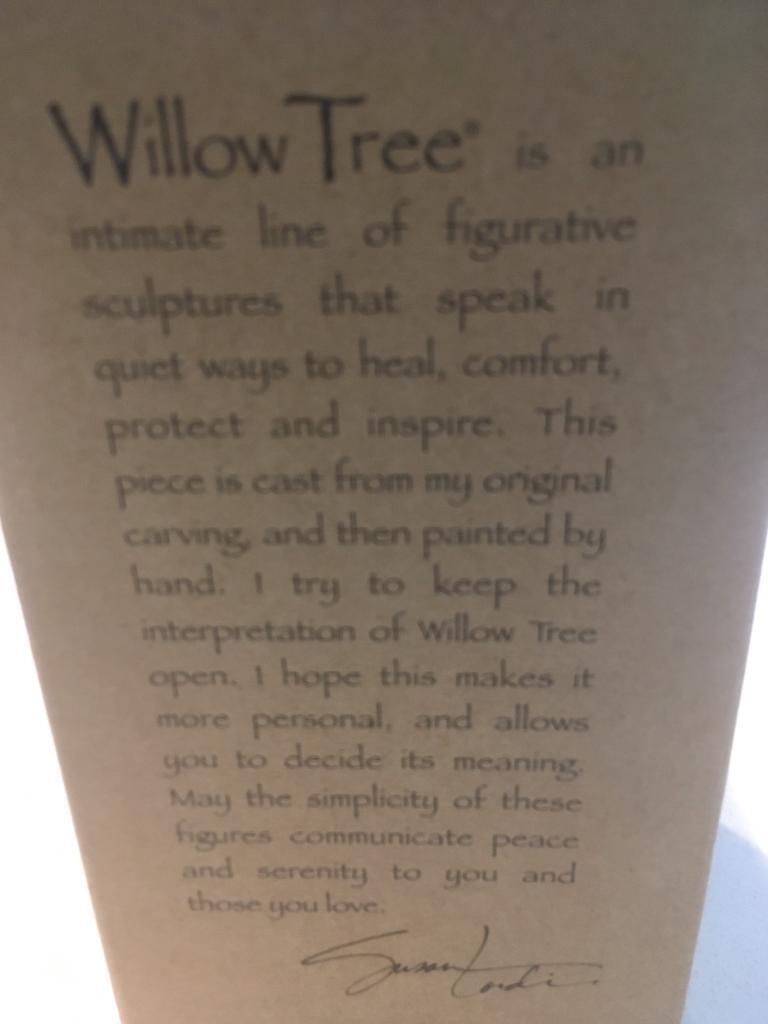 Willow Tree® is an
intimate line of figurative
sculptures that speak in
quiet ways to heal, comfort,
protect and inspire. This
piece is cast from my original
carving, and then painted by
hand. I try to keep the
interpretation of Willow Tree
open. I hope this makes it
more personal, and allows
you to decide its meaning.
May the simplicity of these
figures communicate peace
and serenity to you and
those you love.
Susan Lordi